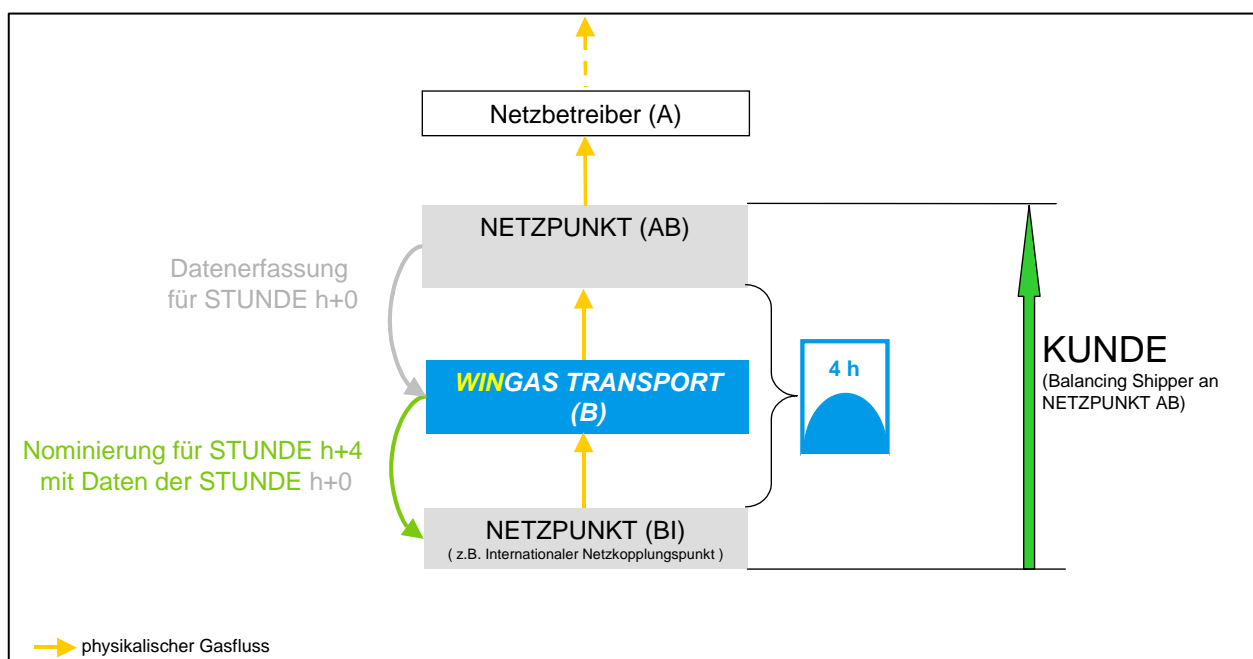 Netzbetreiber (A)
NETZPUNKT (AB)
Datenerfassung
für STUNDE h+0
WINGAS TRANSPORT
(B)
4 h
KUNDE
(Balancing Shipper an
NETZPUNKT AB)
Nominierung für STUNDE h+4
mit Daten der STUNDE h+0
NETZPUNKT (BI)
( z.B. Internationaler Netzkopplungspunkt )
physikalischer Gasfluss